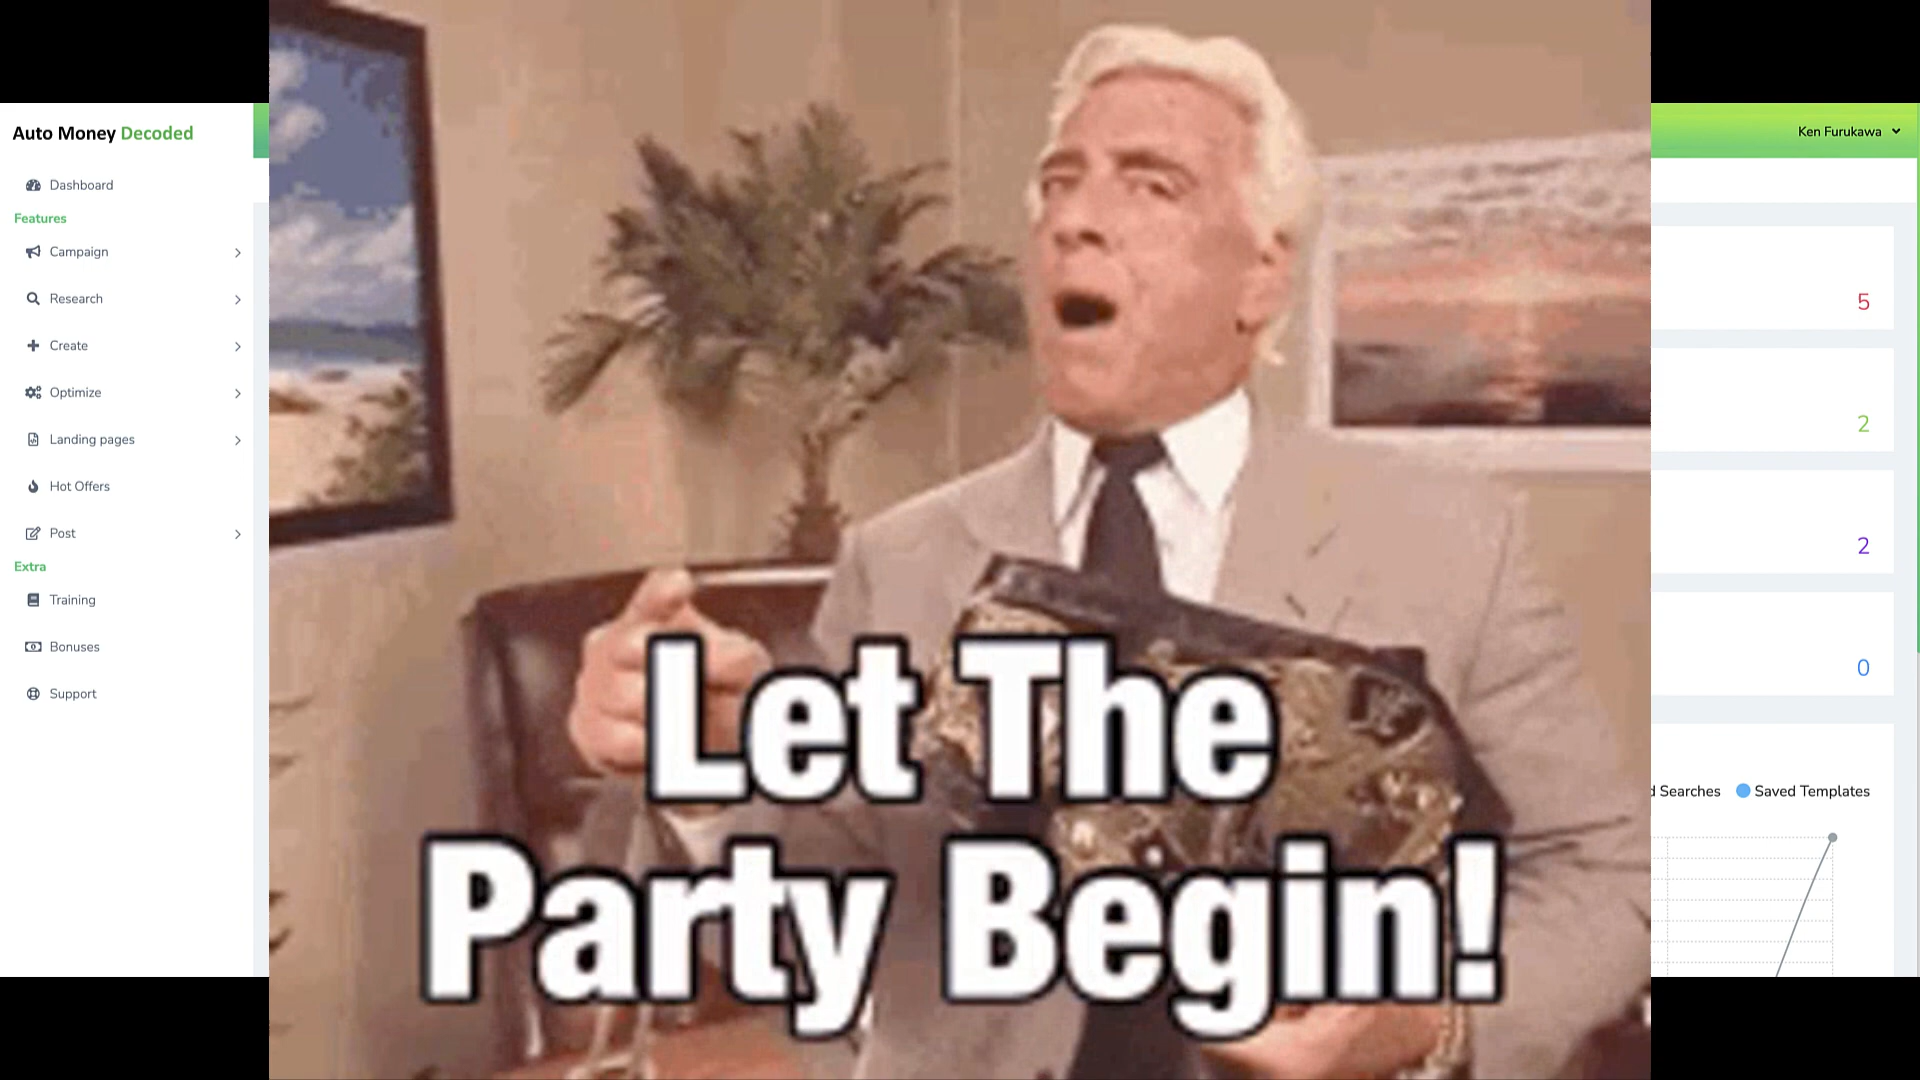 Auto Money Decoded
Dashboard
Features
Campaign
Research
Create
Optimize
Landing pages
Hot Offers
Post
Extra
Training
Bonuses
Support
Let The
Party Begin!
Ken Furukawa
5
2
2
0
Searches
Saved Templates